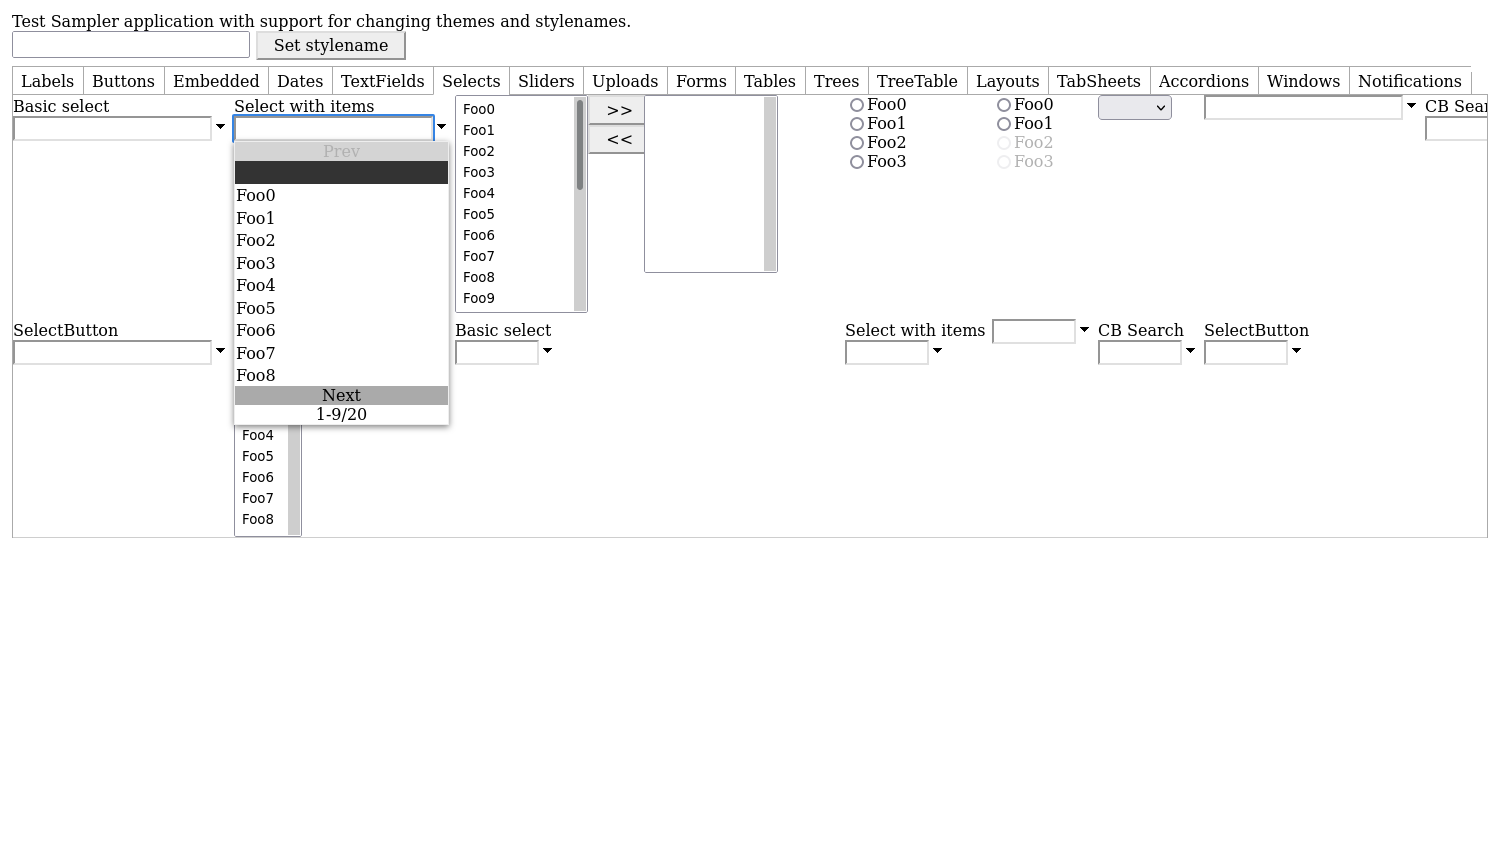 Test Sampler application with support for changing themes and stylenames.
Set stylename
Labels Buttons Embedded Dates TextFields Selects Sliders Uploads Forms Tables Trees TreeTable Layouts TabSheets Accordions Windows Notifications
Basic select
Select with items
Prev
Foo0
Foo1
Foo2
Foo3
Foo4
Foo5
Foo6
Foo7
Foo8
Next
1-9/20
Foo0
Foo1
Foo2
Foo3
Foo4
Foo5
Foo6
Foo7
Foo8
Foo9
>>
<<
Foo0
Foo1
Foo2
Foo3
Foo0
Foo1
Foo2
Foo3
CB Sear
SelectButton
Foo4
Foo5
Foo6
Foo7
Foo8
Basic select
Select with items
CB Search
SelectButton